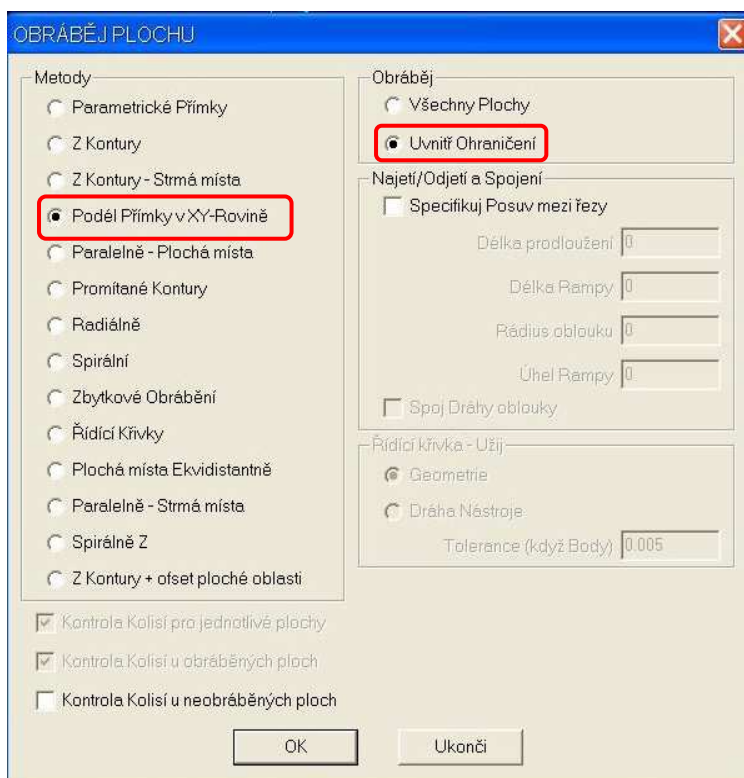 OBRÁBĚJ PLOCHU
Metody
Parametrické Přímky
Z Kontury
Z Kontury - Strmá místa
Podél Přímky v XY-Rovině
Paralelně - Plochá místa
Promítané Kontury
Radiálně
Spirální
Zbytkové Obrábění
Řídící Křivky
Plochá místa Ekvidistantně
Paralelně - Strmá místa
Spirálně Z
Z Kontury + ofset ploché oblasti
Kontrola Kolisí pro jednotlivé plochy
Kontrola Kolisí u obráběných ploch
Kontrola Kolisí u neobráběných ploch
Obráběj
Všechny Plochy
Uvnitř Ohraničení
Najetí/Odjetí a Spojení
Specifikuj Posuv mezi řezy
Délka prodloužení 0
Délka Rampy 0
Rádius oblouku 0
Úhel Rampy 0
Spoj Dráhy oblouky
Řídící křivka - Užij
Geometrie
Dráha Nástroje
Tolerance (když Body) 0.005
OK
Ukonči